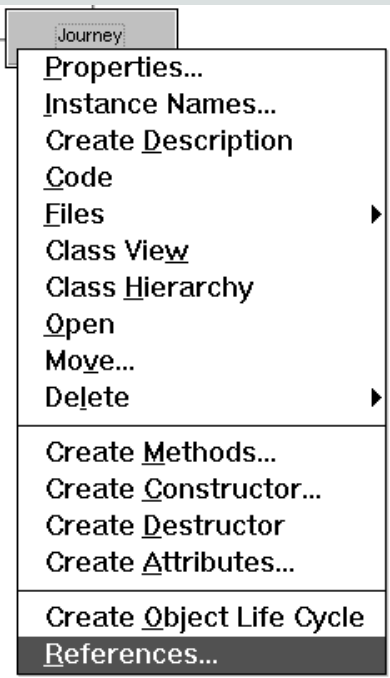 Journey
Properties...
Instance Names...
Create Description
Code
Files
Class View
Class Hierarchy
Open
Move...
Delete
Create Methods...
Create Constructor...
Create Destructor
Create Attributes...
Create Object Life Cycle
References...